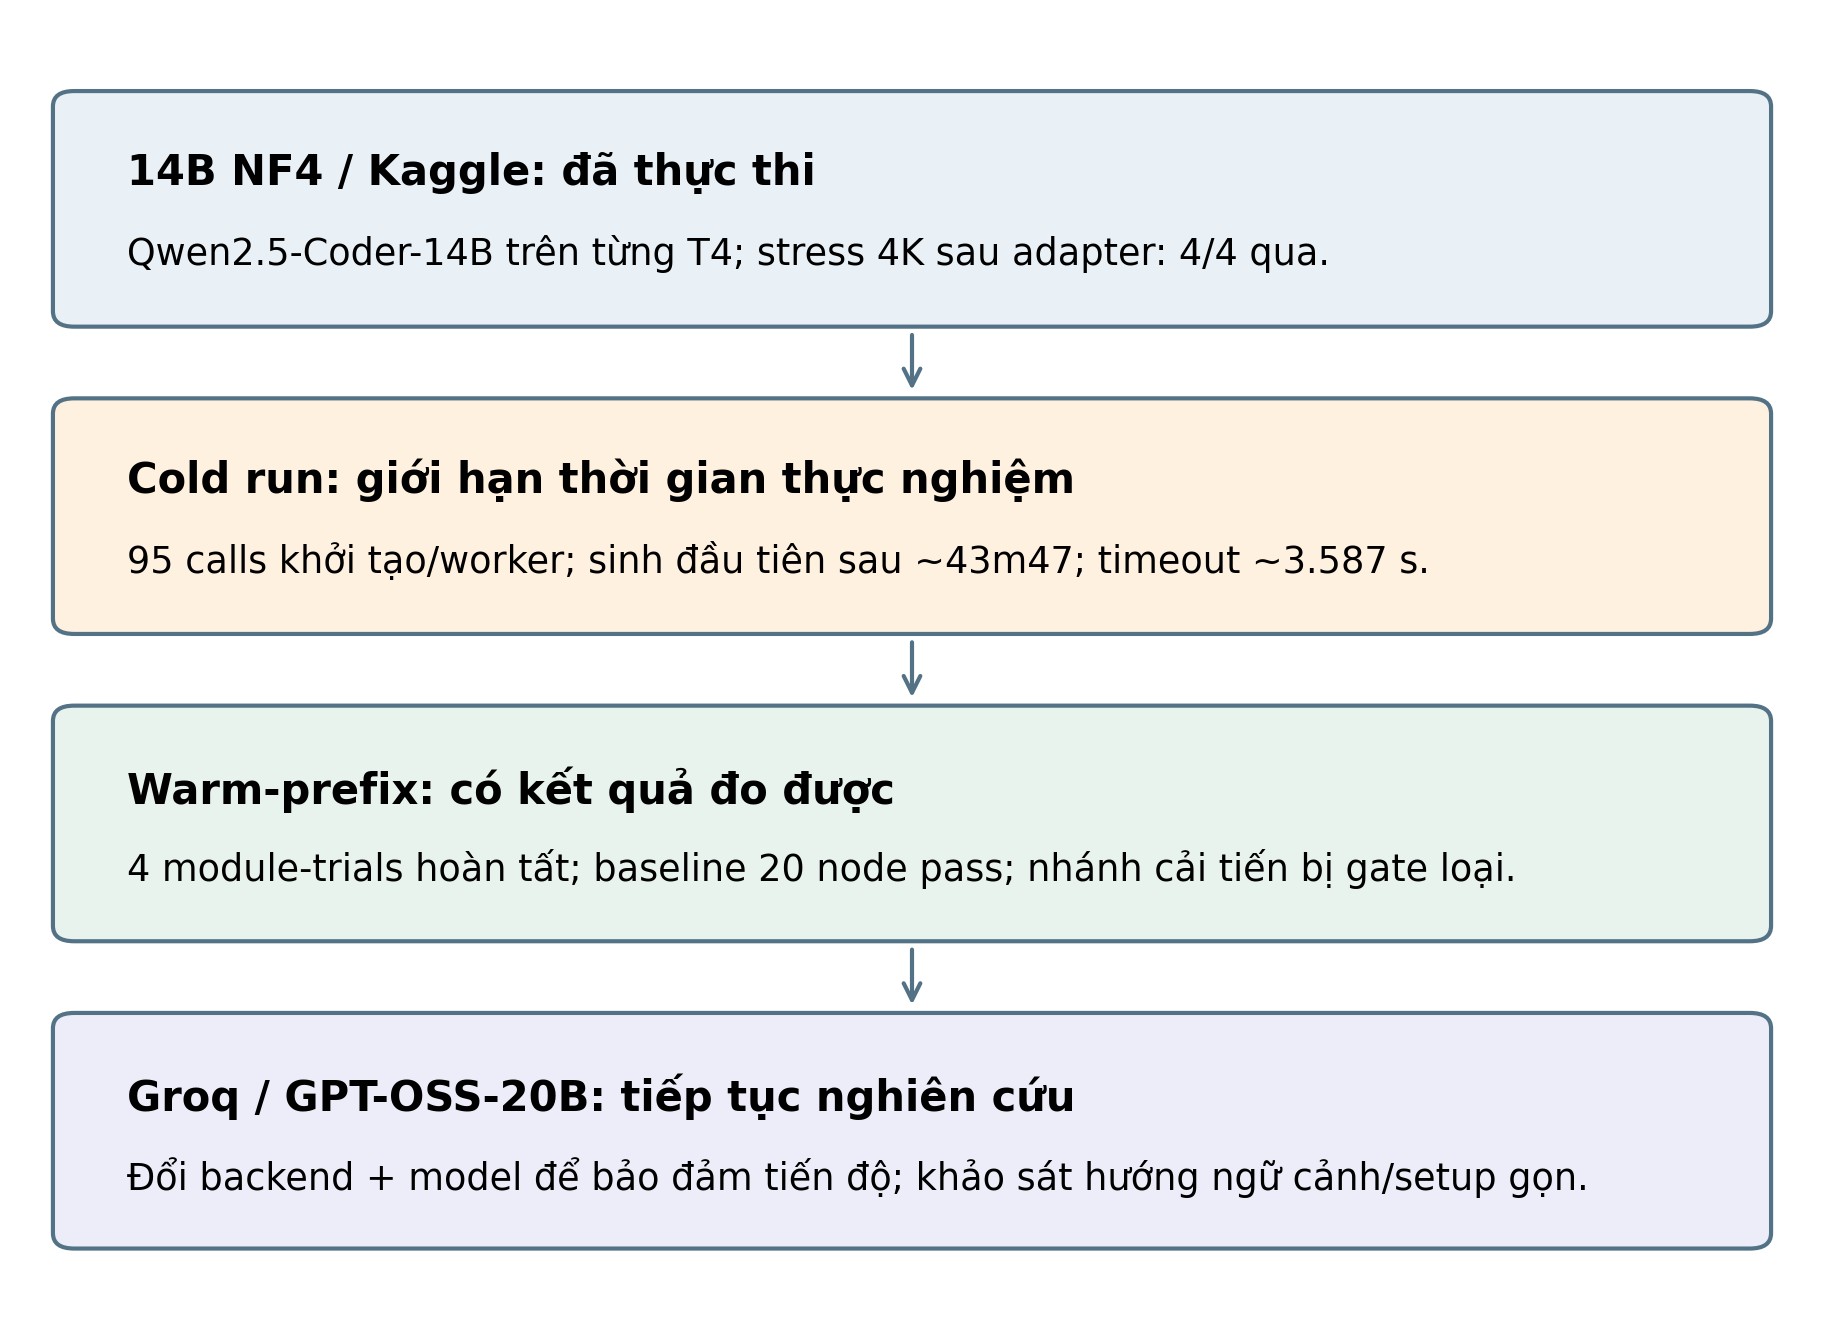 14B NF4 / Kaggle: đã thực thi
Qwen2.5-Coder-14B trên từng T4; stress 4K sau adapter: 4/4 qua.
Cold run: giới hạn thời gian thực nghiệm
95 calls khởi tạo/worker; sinh đầu tiên sau ~43m47; timeout ~3.587 s.
Warm-prefix: có kết quả đo được
4 module-trials hoàn tất; baseline 20 node pass; nhánh cải tiến bị gate loại.
Groq / GPT-OSS-20B: tiếp tục nghiên cứu
Đổi backend + model để bảo đảm tiến độ; khảo sát hướng ngữ cảnh/setup gọn.